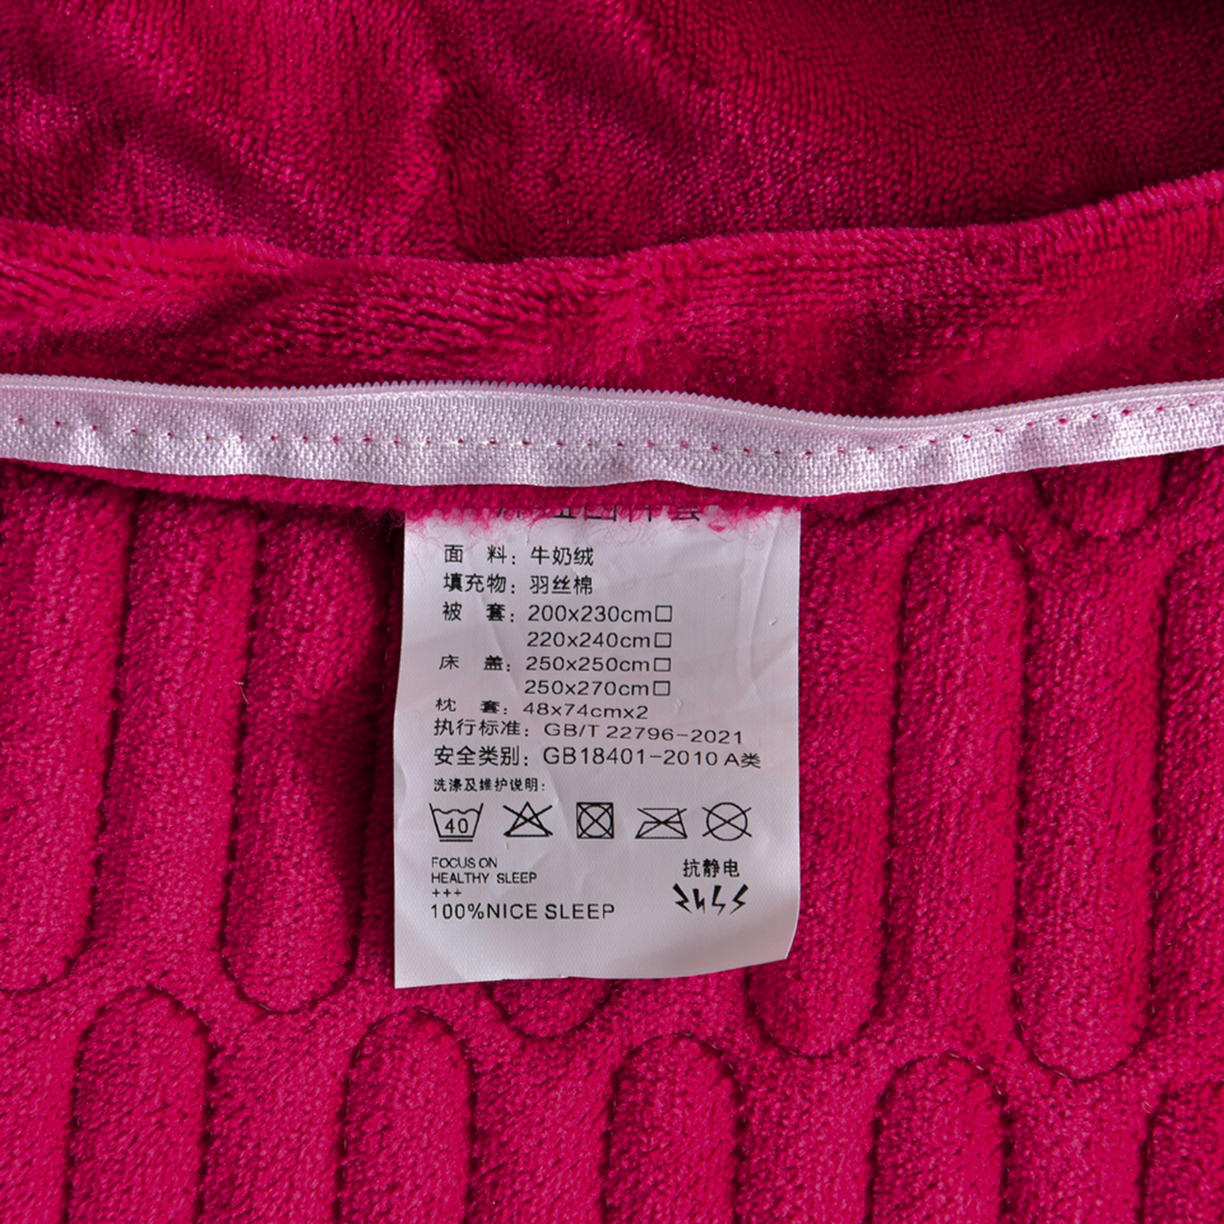 面 料：牛奶绒
填充物：羽丝棉
被 套：200x230cm□
220x240cm□
床 盖：250x250cm□
250x270cm□
枕 套：48x74cmx2
执行标准：GB/T 22796-2021
安全类别：GB18401-2010 A类
洗涤及维护说明：
40
FOCUS ON
HEALTHY SLEEP
+++
100%NICE SLEEP
抗静电